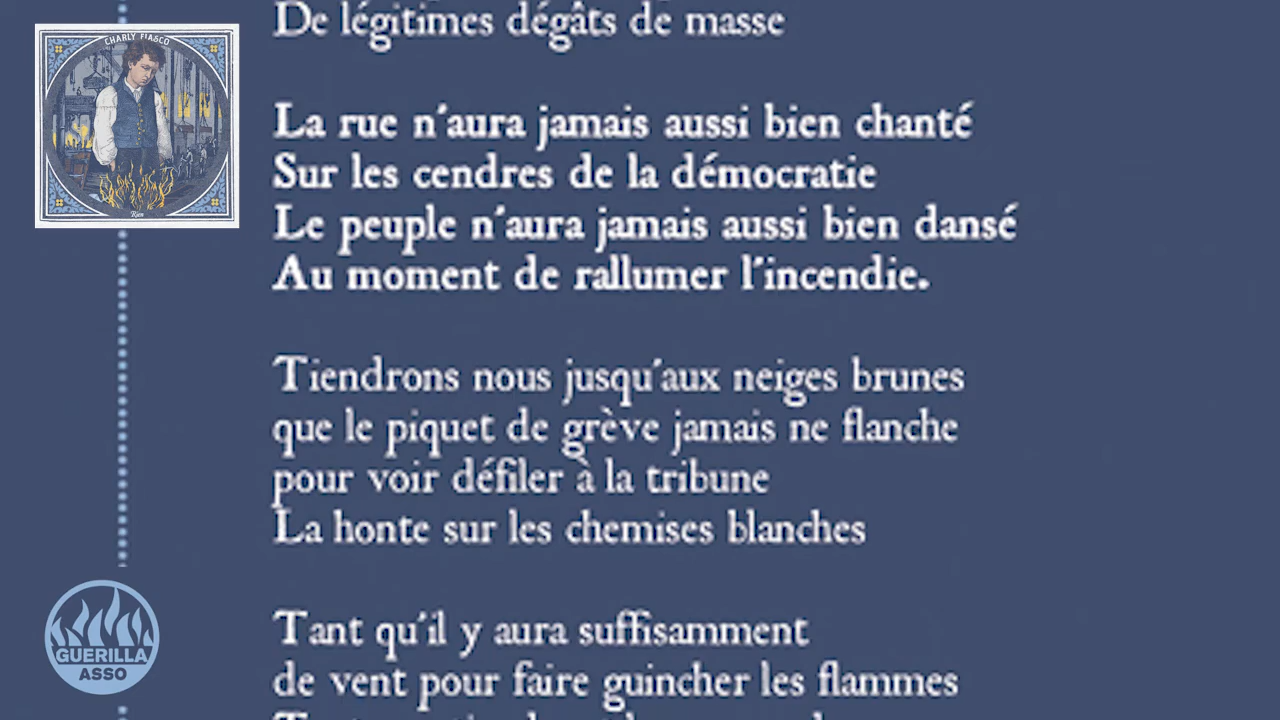 De légitimes dégâts de masse
CHARLY FIASCO
La rue n'aura jamais aussi bien chanté
Sur les cendres de la démocratie
Le peuple n'aura jamais aussi bien dansé
Au moment de rallumer l'incendie.
Rien
Tiendrons nous jusqu'aux neiges brunes
que le piquet de grève jamais ne flanche
pour voir défiler à la tribune
La honte sur les chemises blanches
Tant qu'il y aura suffisamment
de vent pour faire guincher les flammes
GUERILLA
ASSO